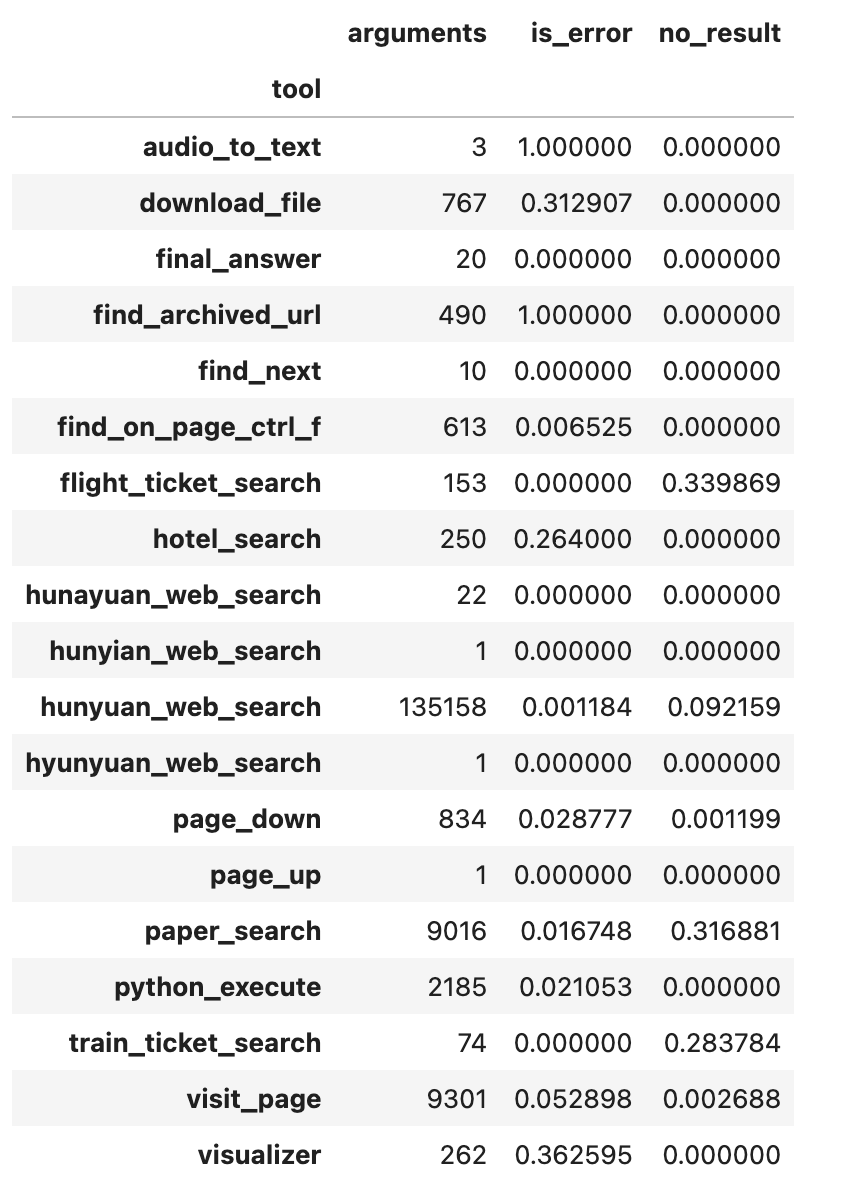 arguments is_error no_result
tool
audio_to_text 3 1.000000 0.000000
download_file 767 0.312907 0.000000
final_answer 20 0.000000 0.000000
find_archived_url 490 1.000000 0.000000
find_next 10 0.000000 0.000000
find_on_page_ctrl_f 613 0.006525 0.000000
flight_ticket_search 153 0.000000 0.339869
hotel_search 250 0.264000 0.000000
hunayuan_web_search 22 0.000000 0.000000
hunyian_web_search 1 0.000000 0.000000
hunyuan_web_search 135158 0.001184 0.092159
hyunyuan_web_search 1 0.000000 0.000000
page_down 834 0.028777 0.001199
page_up 1 0.000000 0.000000
paper_search 9016 0.016748 0.316881
python_execute 2185 0.021053 0.000000
train_ticket_search 74 0.000000 0.283784
visit_page 9301 0.052898 0.002688
visualizer 262 0.362595 0.000000